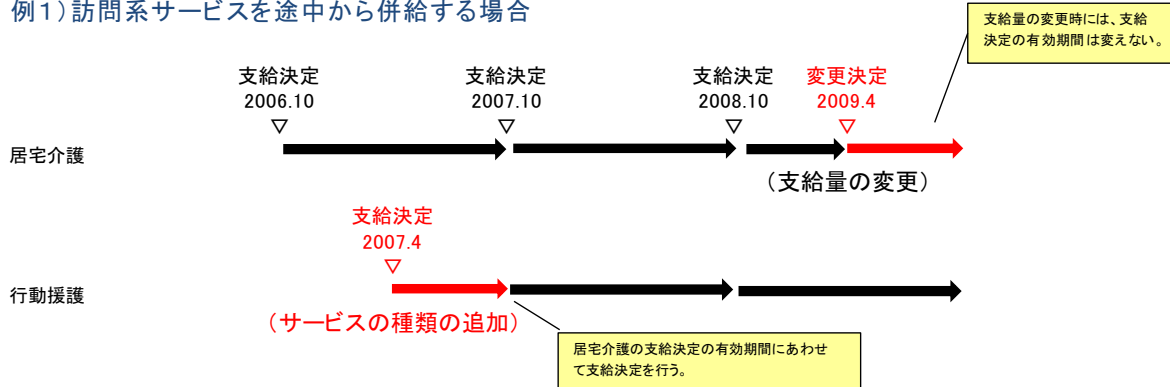 例1)訪問系サービスを途中から併給する場合
支給量の変更時には、支給
決定の有効期間は変えない。
支給決定
2006.10
▽
支給決定
2007.10
▽
支給決定
2008.10
▽
変更決定
2009.4
▽
居宅介護
（支給量の変更）
支給決定
2007.4
▽
行動援護
（サービスの種類の追加）
居宅介護の支給決定の有効期間にあわせ
て支給決定を行う。